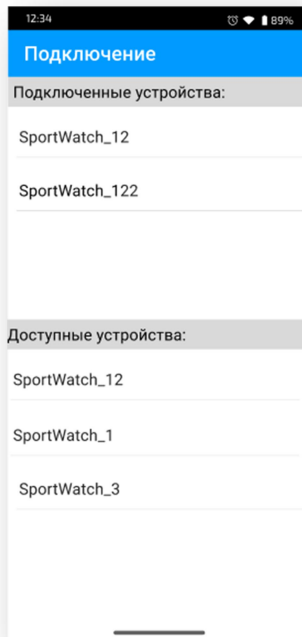 12:34 89%
Подключение
Подключенные устройства:
SportWatch_12
SportWatch_122
Доступные устройства:
SportWatch_12
SportWatch_1
SportWatch_3